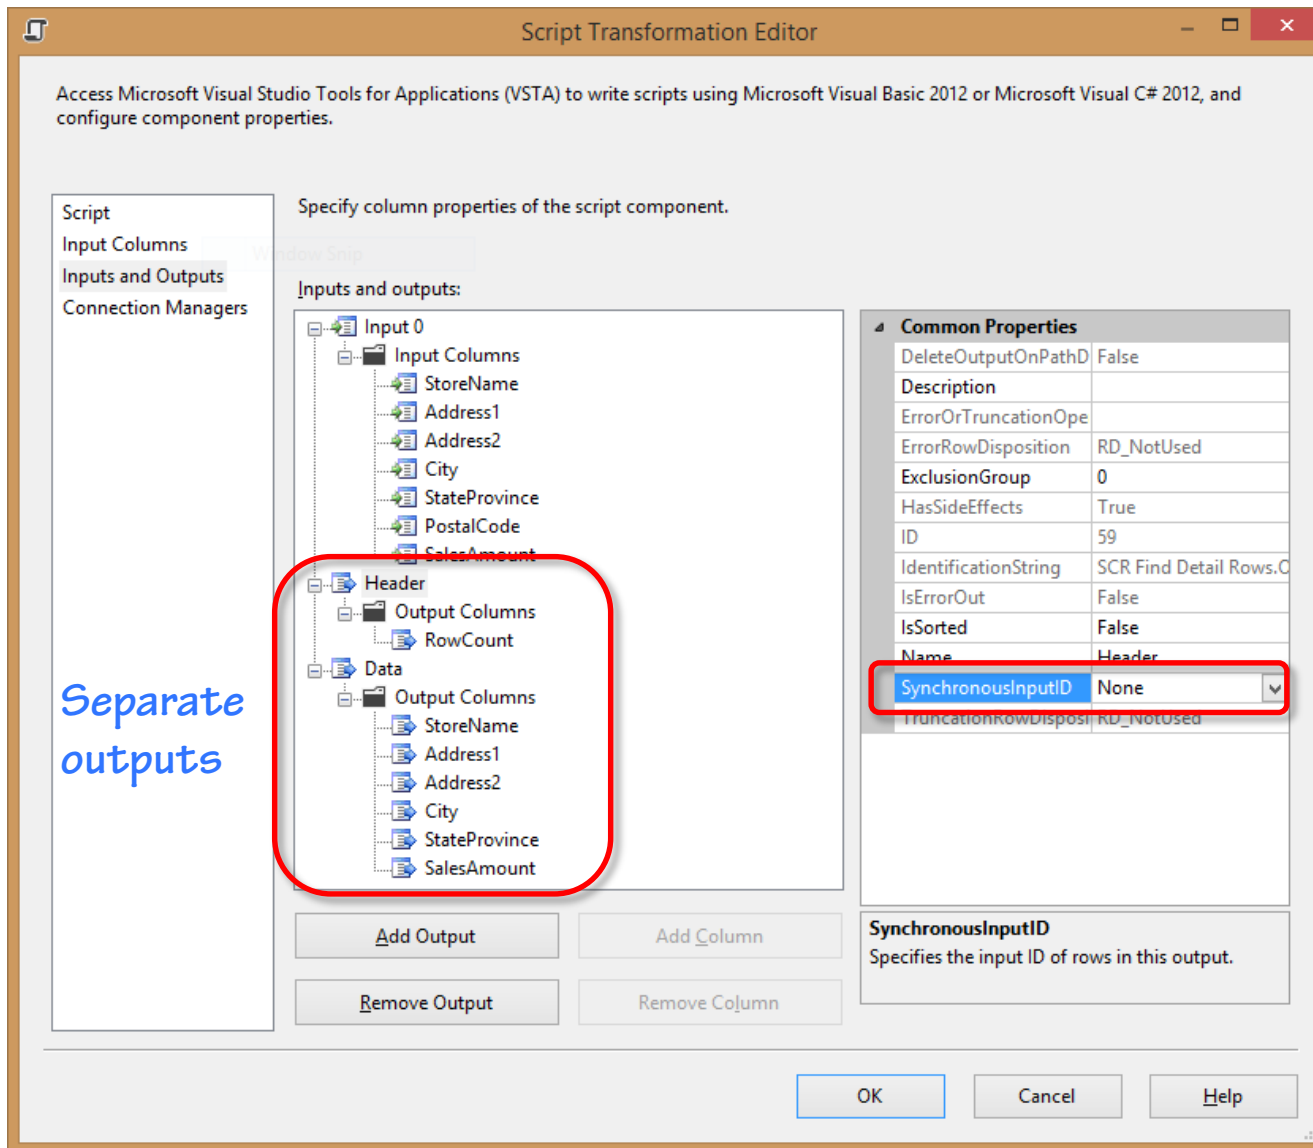 Script Transformation Editor
Access Microsoft Visual Studio Tools for Applications (VSTA) to write scripts using Microsoft Visual Basic 2012 or Microsoft Visual C# 2012, and
configure component properties.
Script
Input Columns
Inputs and Outputs
Connection Managers
Window Snip
Specify column properties of the script component.
Inputs and outputs:
Input 0
Input Columns
StoreName
Address1
Address2
City
StateProvince
PostalCode
SalesAmount
Header
Output Columns
RowCount
Data
Output Columns
StoreName
Address1
Address2
City
StateProvince
SalesAmount
Separate
outputs
Common Properties
DeleteOutputOnPathD False
Description
ErrorOrTruncationOpe
ErrorRowDisposition RD_NotUsed
ExclusionGroup 0
HasSideEffects True
ID 59
IdentificationString SCR Find Detail Rows.O
IsErrorOut False
IsSorted False
Name Header
SynchronousInputID None
TruncationRowDisposi RD_NotUsed
Add Output
Add Column
Remove Output
Remove Column
SynchronousInputID
Specifies the input ID of rows in this output.
OK
Cancel
Help